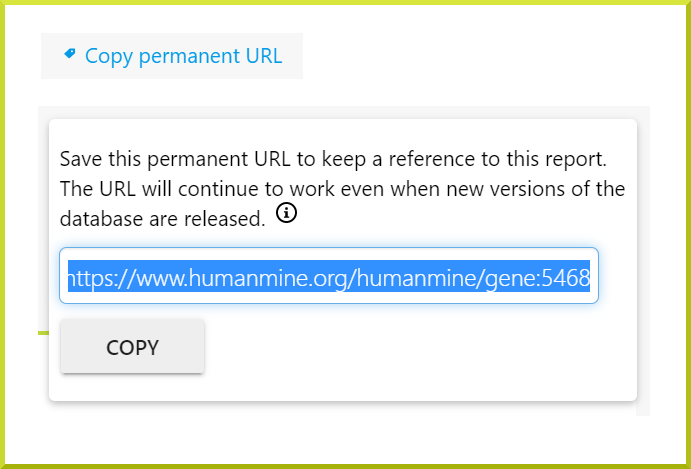 Copy permanent URL
Save this permanent URL to keep a reference to this report.
The URL will continue to work even when new versions of the
database are released.
https://www.humanmine.org/humanmine/gene:5468
COPY